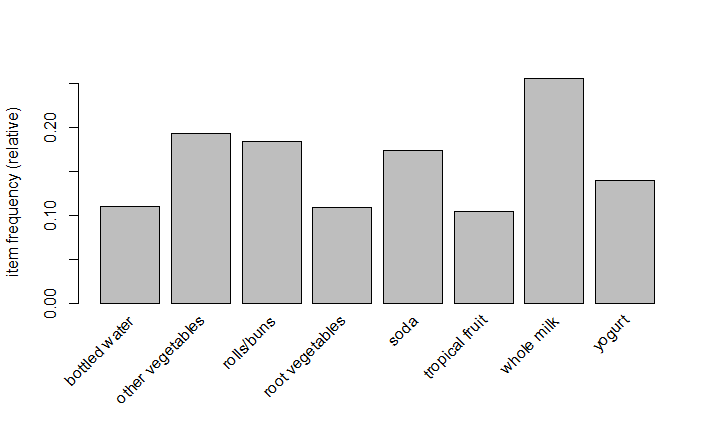 item frequency (relative)
0.20
0.10
0.00
bottled water
other vegetables
rolls/buns
root vegetables
soda
tropical fruit
whole milk
yogurt